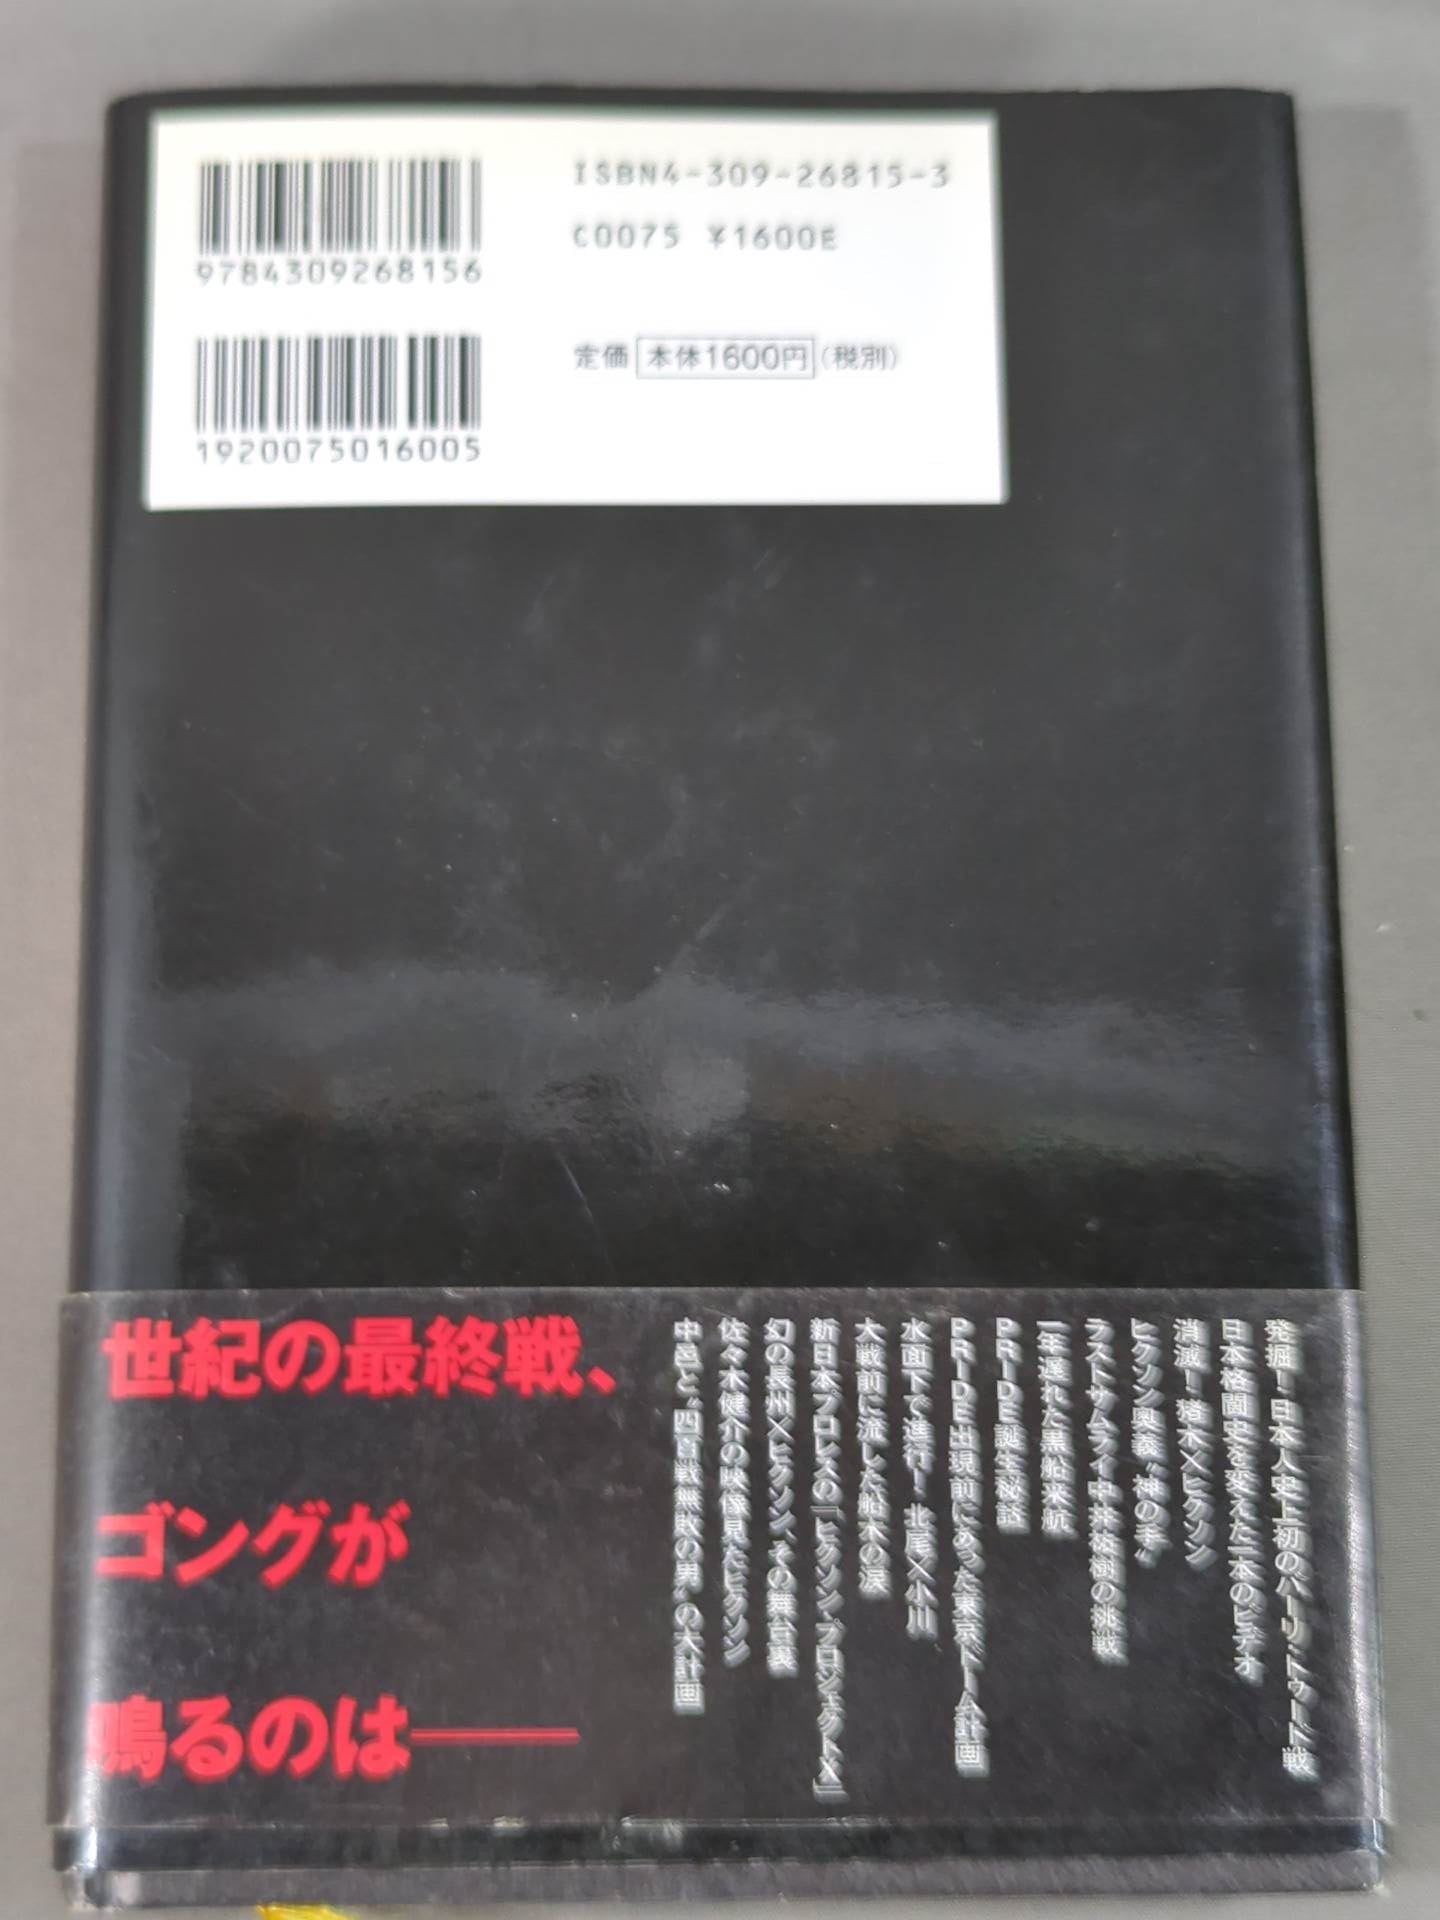 ISBN4-309-26815-3
C0075 ¥1600E
9784309268156
定価 本体1600円(税別)
1920075016005
発掘!日本人史上初のバーリ・トゥード戦
日本格闘史を変えた一本のビデオ
消滅!猪木×ヒクソン
ヒクソン奥義“神の手”
ラストサムライ中井祐樹の挑戦
一年遅れた黒船来航
PRIDE誕生秘話
PRIDE出現前にあった東京ドーム計画
水面下で進行!北尾×小川
大戦前に流した船木の涙
新日本プロレスの「ヒクソン・プロジェクトX」
幻の長州×ヒクソン、その舞台裏
佐々木健介の映像見たヒクソン
中邑と“四百戦無敗の男”の大計画
世紀の最終戦、
ゴングが
鳴るのは——